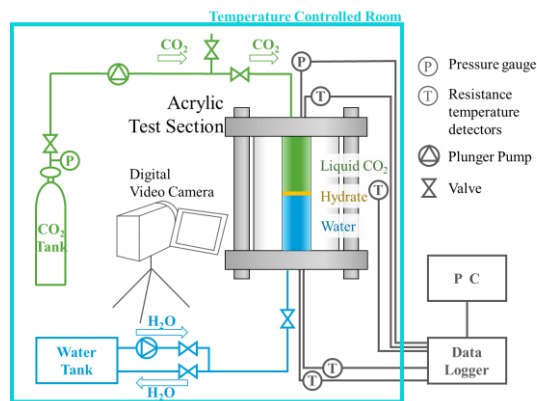 Temperature Controlled Room
CO2
CO2
P
T
Acrylic
Test Section
P
Liquid CO2
T
Hydrate
Water
Digital
Video Camera
CO2
Tank
H2O
Water
Tank
H2O
T
T
P C
Data
Logger
P
Pressure gauge
T
Resistance
temperature
detectors
Plunger Pump
Valve